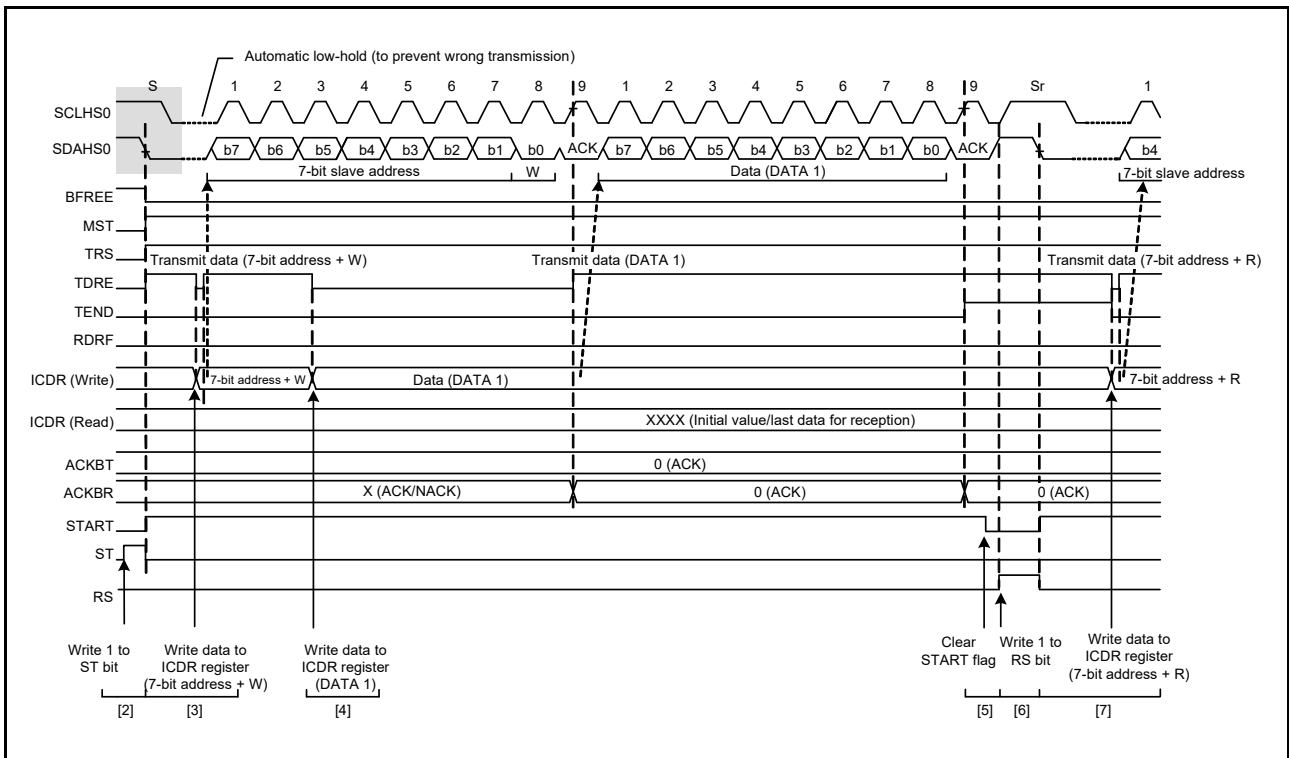 Automatic low-hold (to prevent wrong transmission)
S 1 2 3 4 5 6 7 8 9 1 2 3 4 5 6 7 8 9 Sr 1
SCLHS0
SDAHS0 b7 b6 b5 b4 b3 b2 b1 b0 ACK b7 b6 b5 b4 b3 b2 b1 b0 ACK b4
7-bit slave address W Data (DATA 1) 7-bit slave address
BFREE
MST
TRS
Transmit data (7-bit address + W) Transmit data (DATA 1) Transmit data (7-bit address + R)
TDRE
TEND
RDRF
ICDR (Write) 7-bit address + W Data (DATA 1) 7-bit address + R
ICDR (Read) XXXX (Initial value/last data for reception)
ACKBT 0 (ACK)
ACKBR X (ACK/NACK) 0 (ACK) 0 (ACK)
START
ST
RS
Write 1 to
ST bit
Write data to
ICDR register
(7-bit address + W)
Write data to
ICDR register
(DATA 1)
Clear
START flag
Write 1 to
RS bit
Write data to
ICDR register
(7-bit address + R)
[2] [3] [4] [5] [6] [7]